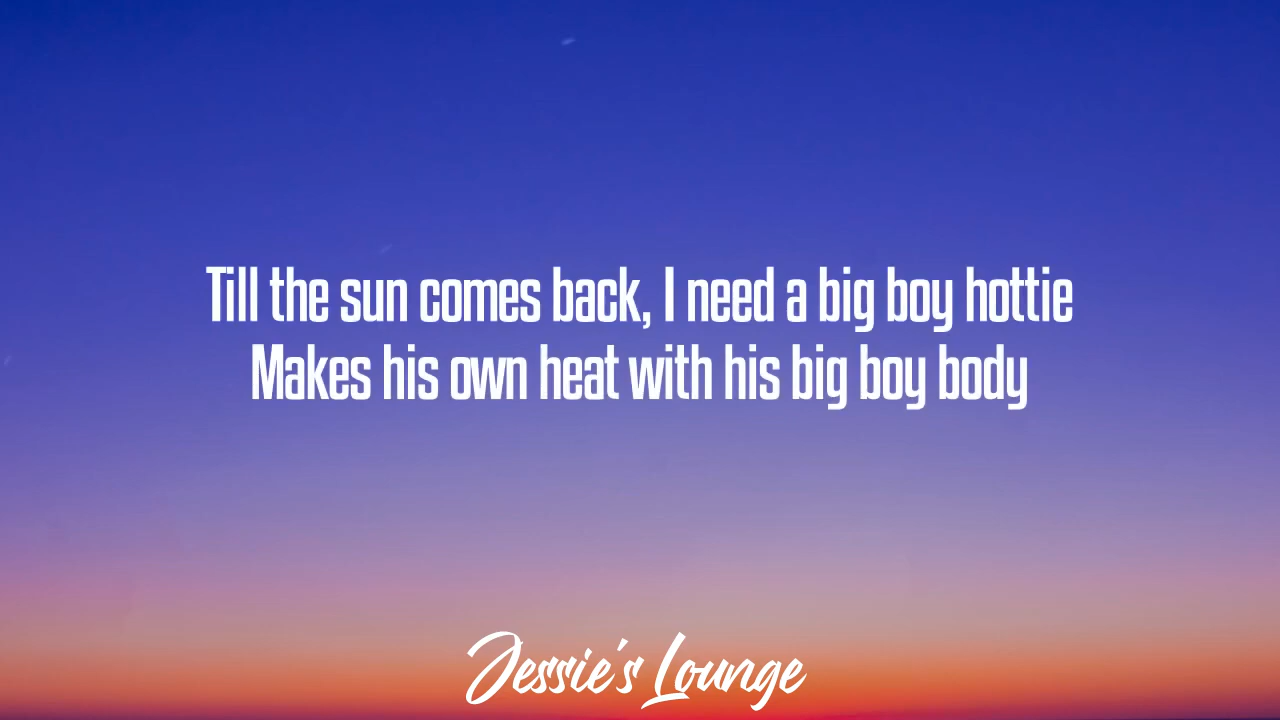 Till the sun comes back, I need a big boy hottie
Makes his own heat with his big boy body
Jessie's Lounge